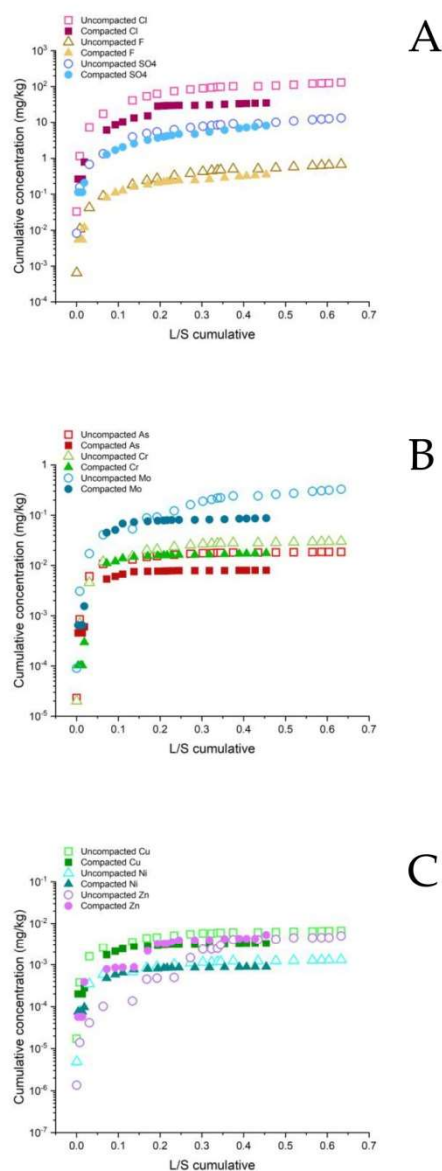 Uncompacted Cl
Compacted Cl
Uncompacted F
Compacted F
Uncompacted SO4
Compacted SO4
A
Cumulative concentration (mg/kg)
10³
10²
10¹
1
10⁻¹
10⁻²
10⁻³
10⁻⁴
0.0 0.1 0.2 0.3 0.4 0.5 0.6 0.7
L/S cumulative
Uncompacted As
Compacted As
Uncompacted Cr
Compacted Cr
Uncompacted Mo
Compacted Mo
B
Cumulative concentration (mg/kg)
1
10⁻¹
10⁻²
10⁻³
10⁻⁴
10⁻⁵
0.0 0.1 0.2 0.3 0.4 0.5 0.6 0.7
L/S cumulative
Uncompacted Cu
Compacted Cu
Uncompacted Ni
Compacted Ni
Uncompacted Zn
Compacted Zn
C
Cumulative concentration (mg/kg)
10⁻¹
10⁻²
10⁻³
10⁻⁴
10⁻⁵
10⁻⁶
10⁻⁷
0.0 0.1 0.2 0.3 0.4 0.5 0.6 0.7
L/S cumulative